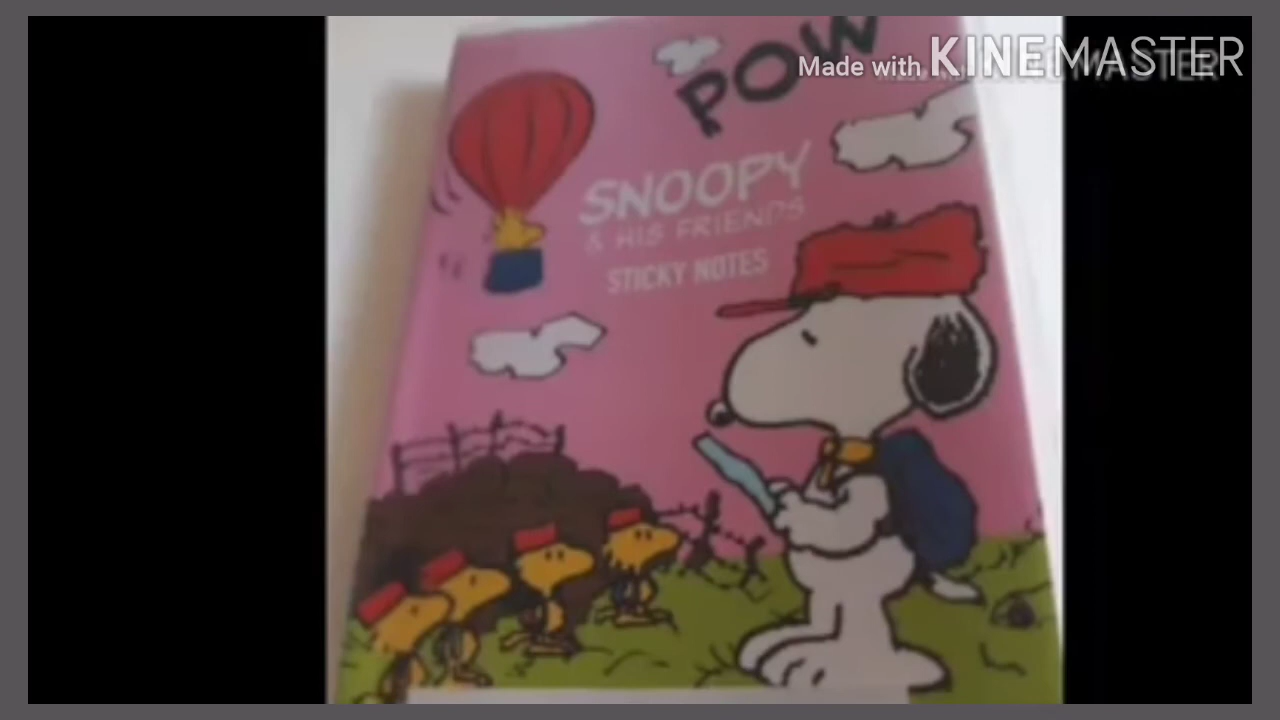 POW
Made with KINEMASTER
SNOOPY
& HIS FRIENDS
STICKY NOTES